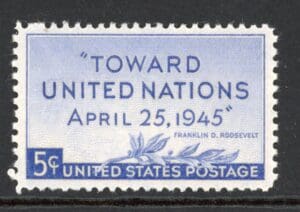 "TOWARD
UNITED NATIONS
APRIL 25, 1945"
FRANKLIN D. ROOSEVELT
5¢ UNITED STATES POSTAGE